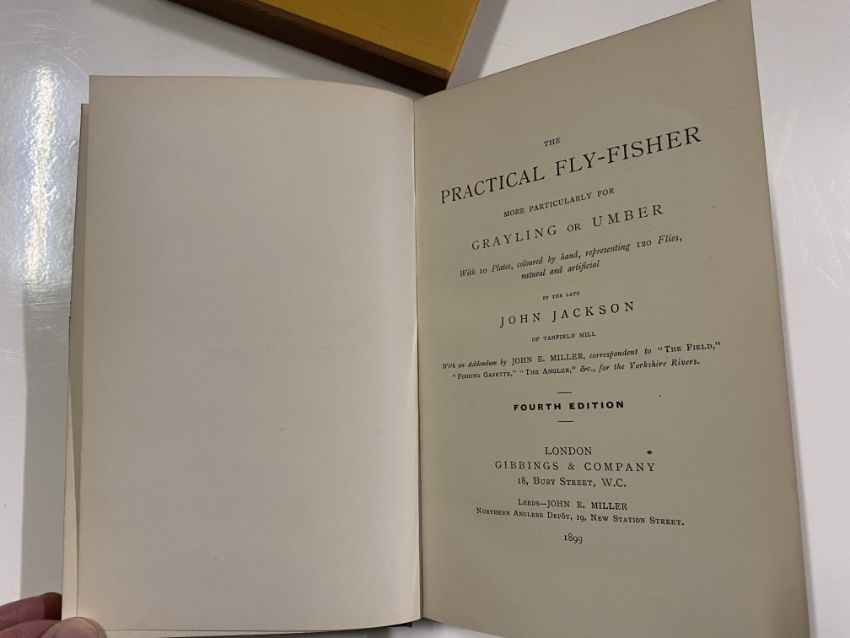 THE
PRACTICAL FLY-FISHER
MORE PARTICULARLY FOR
GRAYLING OR UMBER
With 10 Plates, coloured by hand, representing 120 Flies,
natural and artificial
BY THE LATE
JOHN JACKSON
OF TANFIELD MILL
With an Addendum by JOHN E. MILLER, correspondent to "THE FIELD,"
"FISHING GAZETTE," "THE ANGLER," &c., for the Yorkshire Rivers.
FOURTH EDITION
LONDON
GIBBINGS & COMPANY
18, BURY STREET, W.C.
LEEDS—JOHN E. MILLER
NORTHERN ANGLERS DEPÔT, 19, NEW STATION STREET.
1899